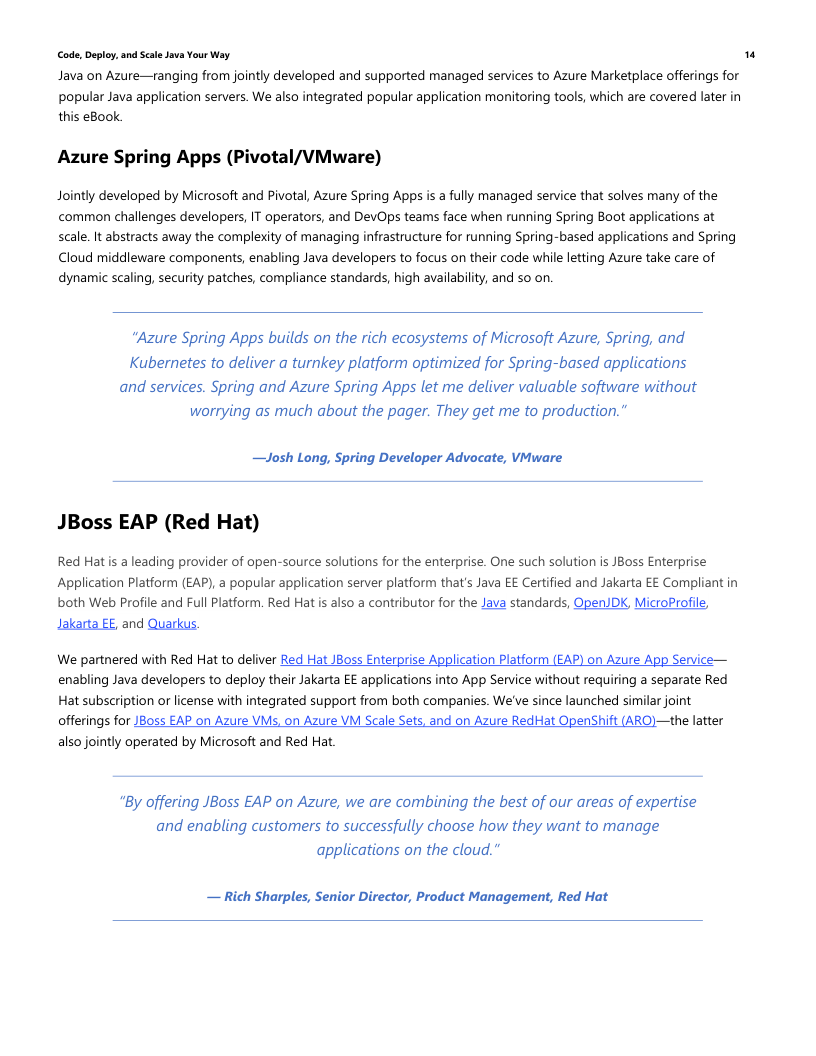 Code, Deploy, and Scale Java Your Way 14
Java on Azure—ranging from jointly developed and supported managed services to Azure Marketplace offerings for
popular Java application servers. We also integrated popular application monitoring tools, which are covered later in
this eBook.
Azure Spring Apps (Pivotal/VMware)
Jointly developed by Microsoft and Pivotal, Azure Spring Apps is a fully managed service that solves many of the
common challenges developers, IT operators, and DevOps teams face when running Spring Boot applications at
scale. It abstracts away the complexity of managing infrastructure for running Spring-based applications and Spring
Cloud middleware components, enabling Java developers to focus on their code while letting Azure take care of
dynamic scaling, security patches, compliance standards, high availability, and so on.
“Azure Spring Apps builds on the rich ecosystems of Microsoft Azure, Spring, and
Kubernetes to deliver a turnkey platform optimized for Spring-based applications
and services. Spring and Azure Spring Apps let me deliver valuable software without
worrying as much about the pager. They get me to production.”
—Josh Long, Spring Developer Advocate, VMware
JBoss EAP (Red Hat)
Red Hat is a leading provider of open-source solutions for the enterprise. One such solution is JBoss Enterprise
Application Platform (EAP), a popular application server platform that’s Java EE Certified and Jakarta EE Compliant in
both Web Profile and Full Platform. Red Hat is also a contributor for the Java standards, OpenJDK, MicroProfile,
Jakarta EE, and Quarkus.
We partnered with Red Hat to deliver Red Hat JBoss Enterprise Application Platform (EAP) on Azure App Service—
enabling Java developers to deploy their Jakarta EE applications into App Service without requiring a separate Red
Hat subscription or license with integrated support from both companies. We’ve since launched similar joint
offerings for JBoss EAP on Azure VMs, on Azure VM Scale Sets, and on Azure RedHat OpenShift (ARO)—the latter
also jointly operated by Microsoft and Red Hat.
“By offering JBoss EAP on Azure, we are combining the best of our areas of expertise
and enabling customers to successfully choose how they want to manage
applications on the cloud.”
— Rich Sharples, Senior Director, Product Management, Red Hat